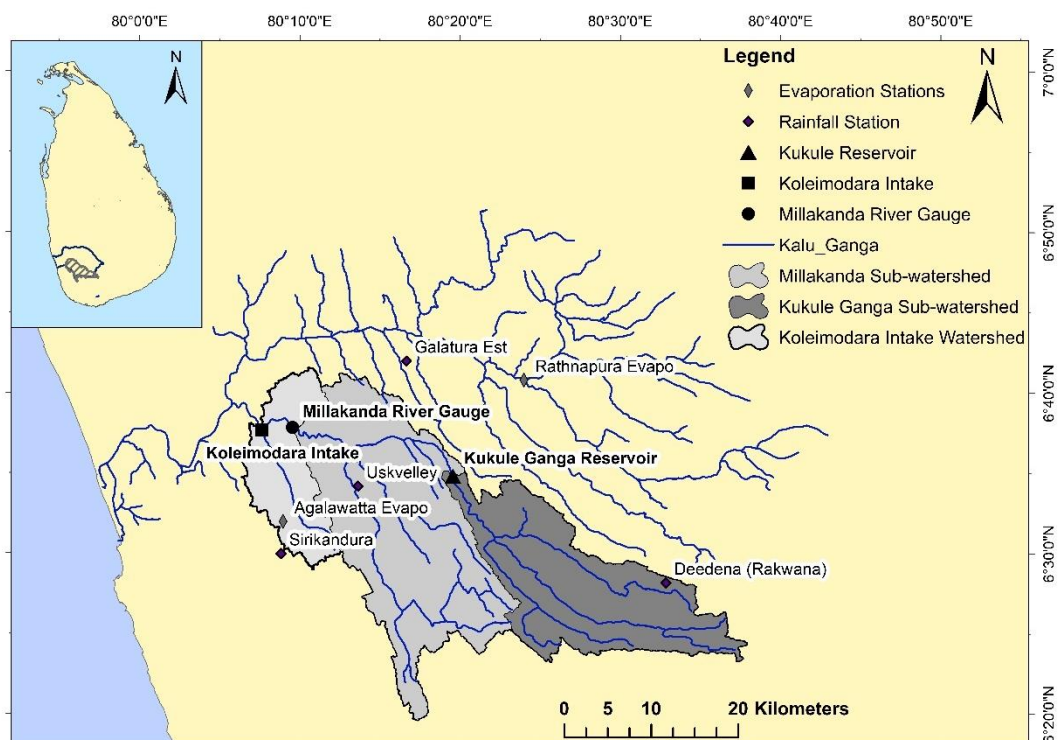 80°0'0"E 80°10'0"E 80°20'0"E 80°30'0"E 80°40'0"E 80°50'0"E
N
N
Legend
Evaporation Stations
Rainfall Station
Kukule Reservoir
Koleimodara Intake
Millakanda River Gauge
Kalu_Ganga
Millakanda Sub-watershed
Kukule Ganga Sub-watershed
Koleimodara Intake Watershed
7°0'0"N
6°50'0"N
6°40'0"N
6°30'0"N
6°20'0"N
Galatura Est
Rathnapura Evapo
Millakanda River Gauge
Koleimodara Intake
Kukule Ganga Reservoir
Uskvelley
Agalawatta Evapo
Sirikandura
Deedena (Rakwana)
0 5 10 20 Kilometers